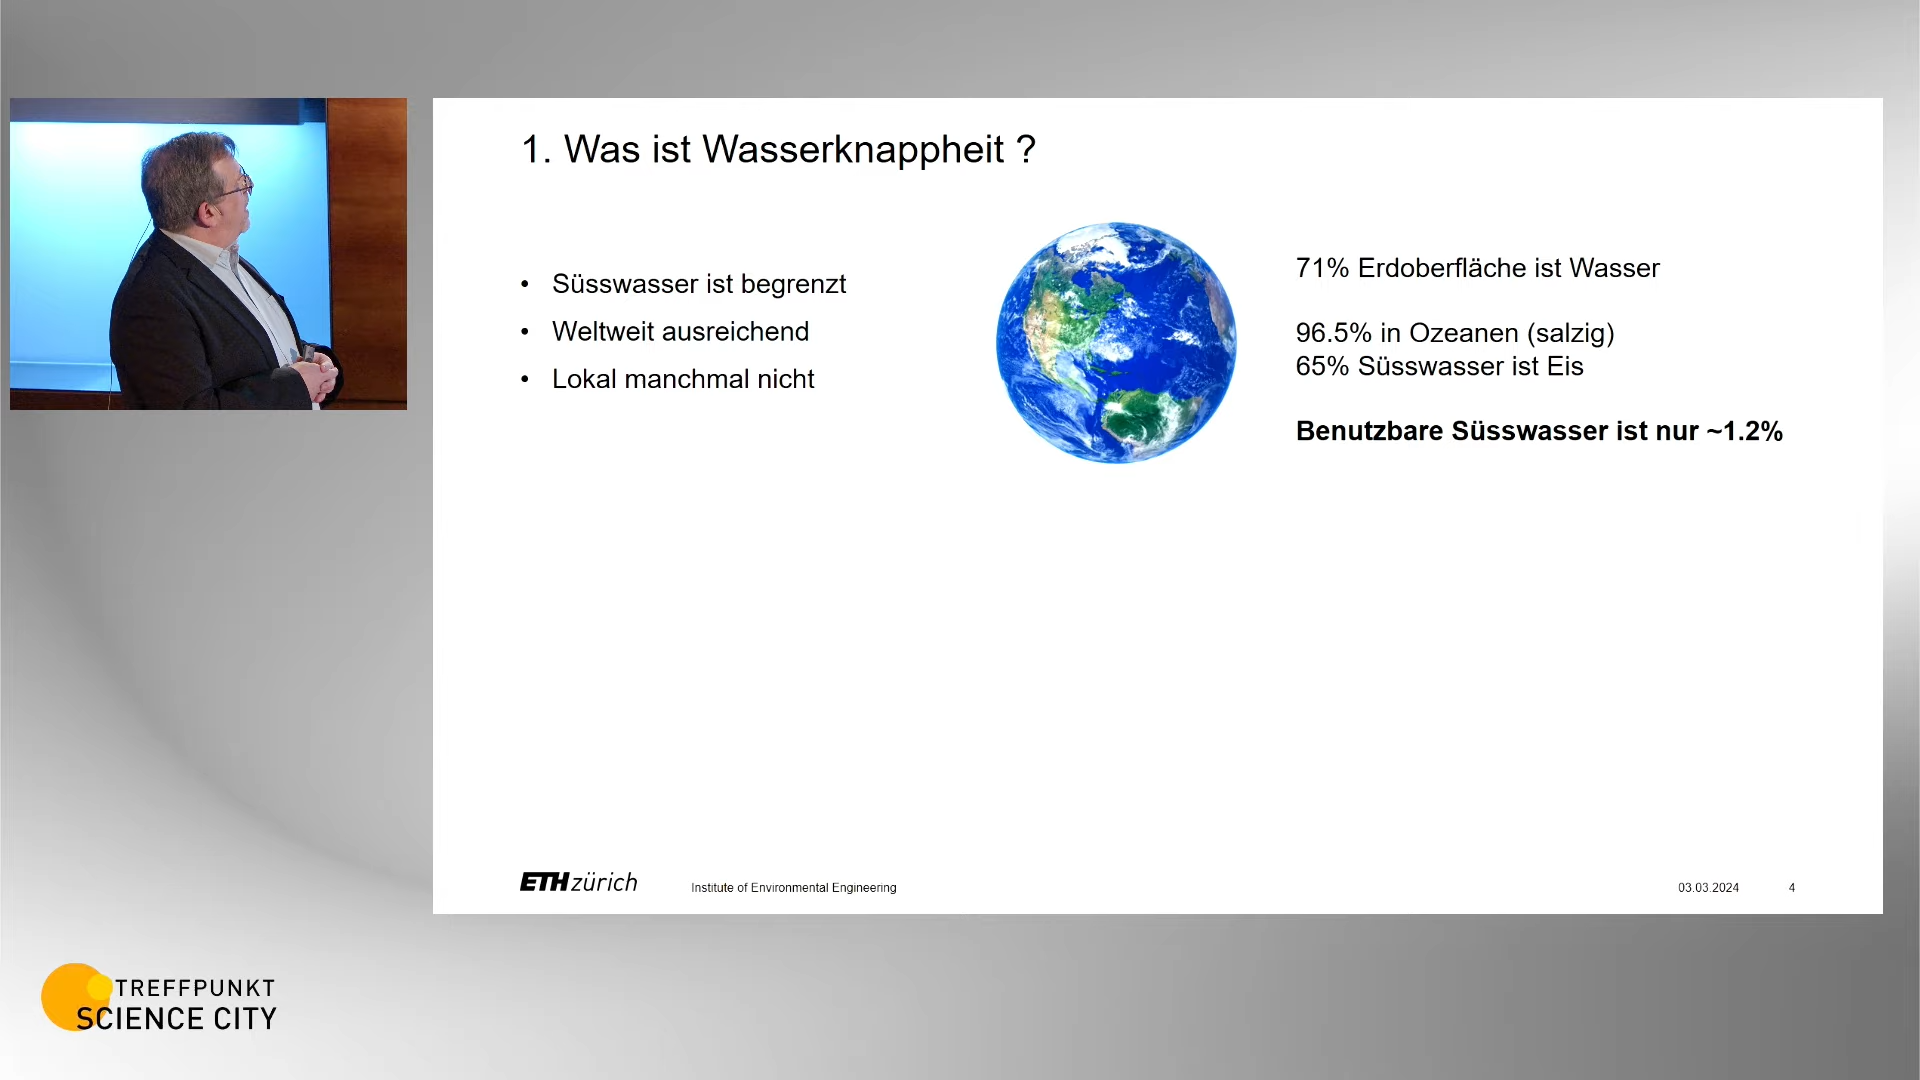 1. Was ist Wasserknappheit ?
• Süsswasser ist begrenzt
• Weltweit ausreichend
• Lokal manchmal nicht
71% Erdoberfläche ist Wasser
96.5% in Ozeanen (salzig)
65% Süsswasser ist Eis
Benutzbare Süsswasser ist nur ~1.2%
ETH zürich
Institute of Environmental Engineering
03.03.2024
4
TREFFPUNKT
SCIENCE CITY